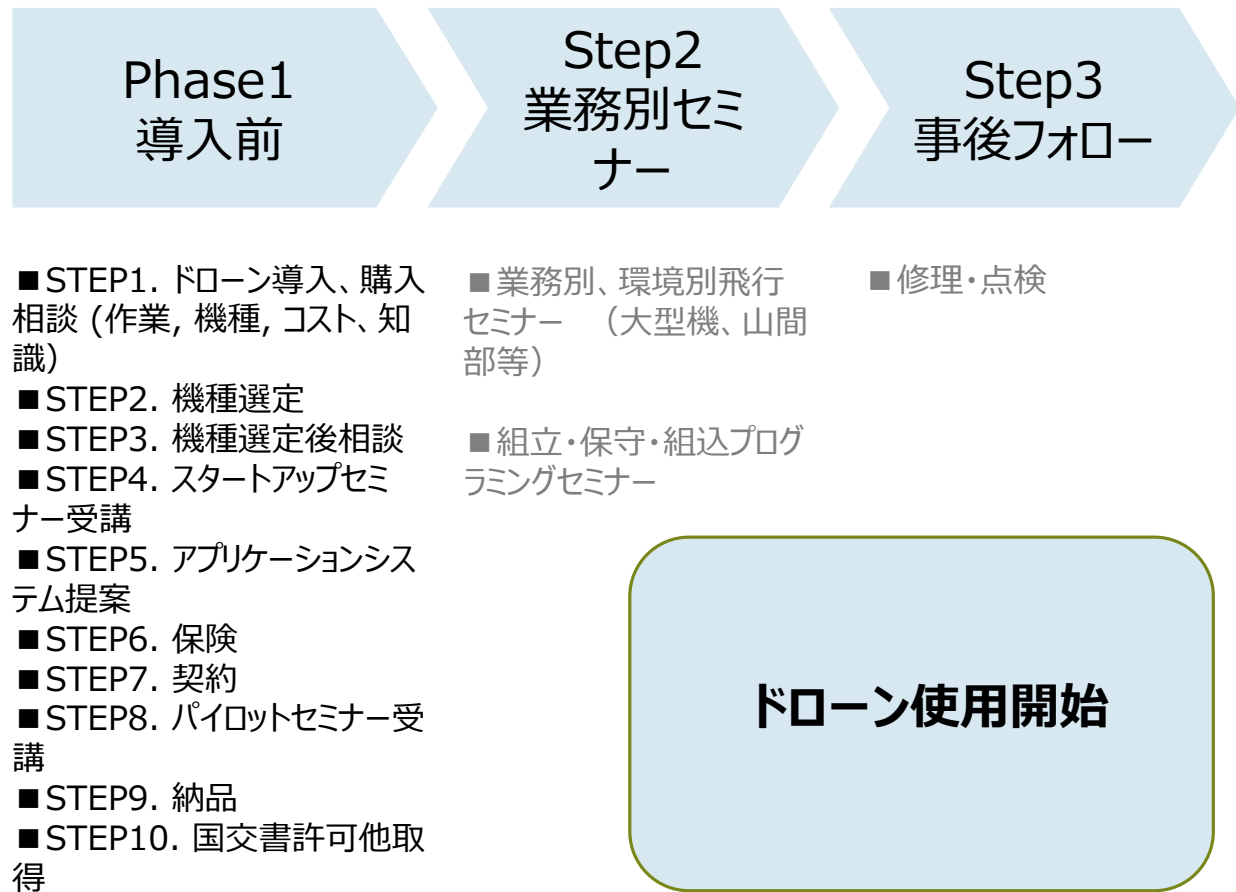 Phase1
導入前
Step2
業務別セミ
ナー
Step3
事後フォロー
■STEP1. ドローン導入、購入
相談 (作業, 機種, コスト、知
識)
■STEP2. 機種選定
■STEP3. 機種選定後相談
■STEP4. スタートアップセミ
ナー受講
■STEP5. アプリケーションシス
テム提案
■STEP6. 保険
■STEP7. 契約
■STEP8. パイロットセミナー受
講
■STEP9. 納品
■STEP10. 国交書許可他取
得
■業務別、環境別飛行
セミナー　（大型機、山間
部等）
■組立・保守・組込プログ
ラミングセミナー
■修理・点検
ドローン使用開始